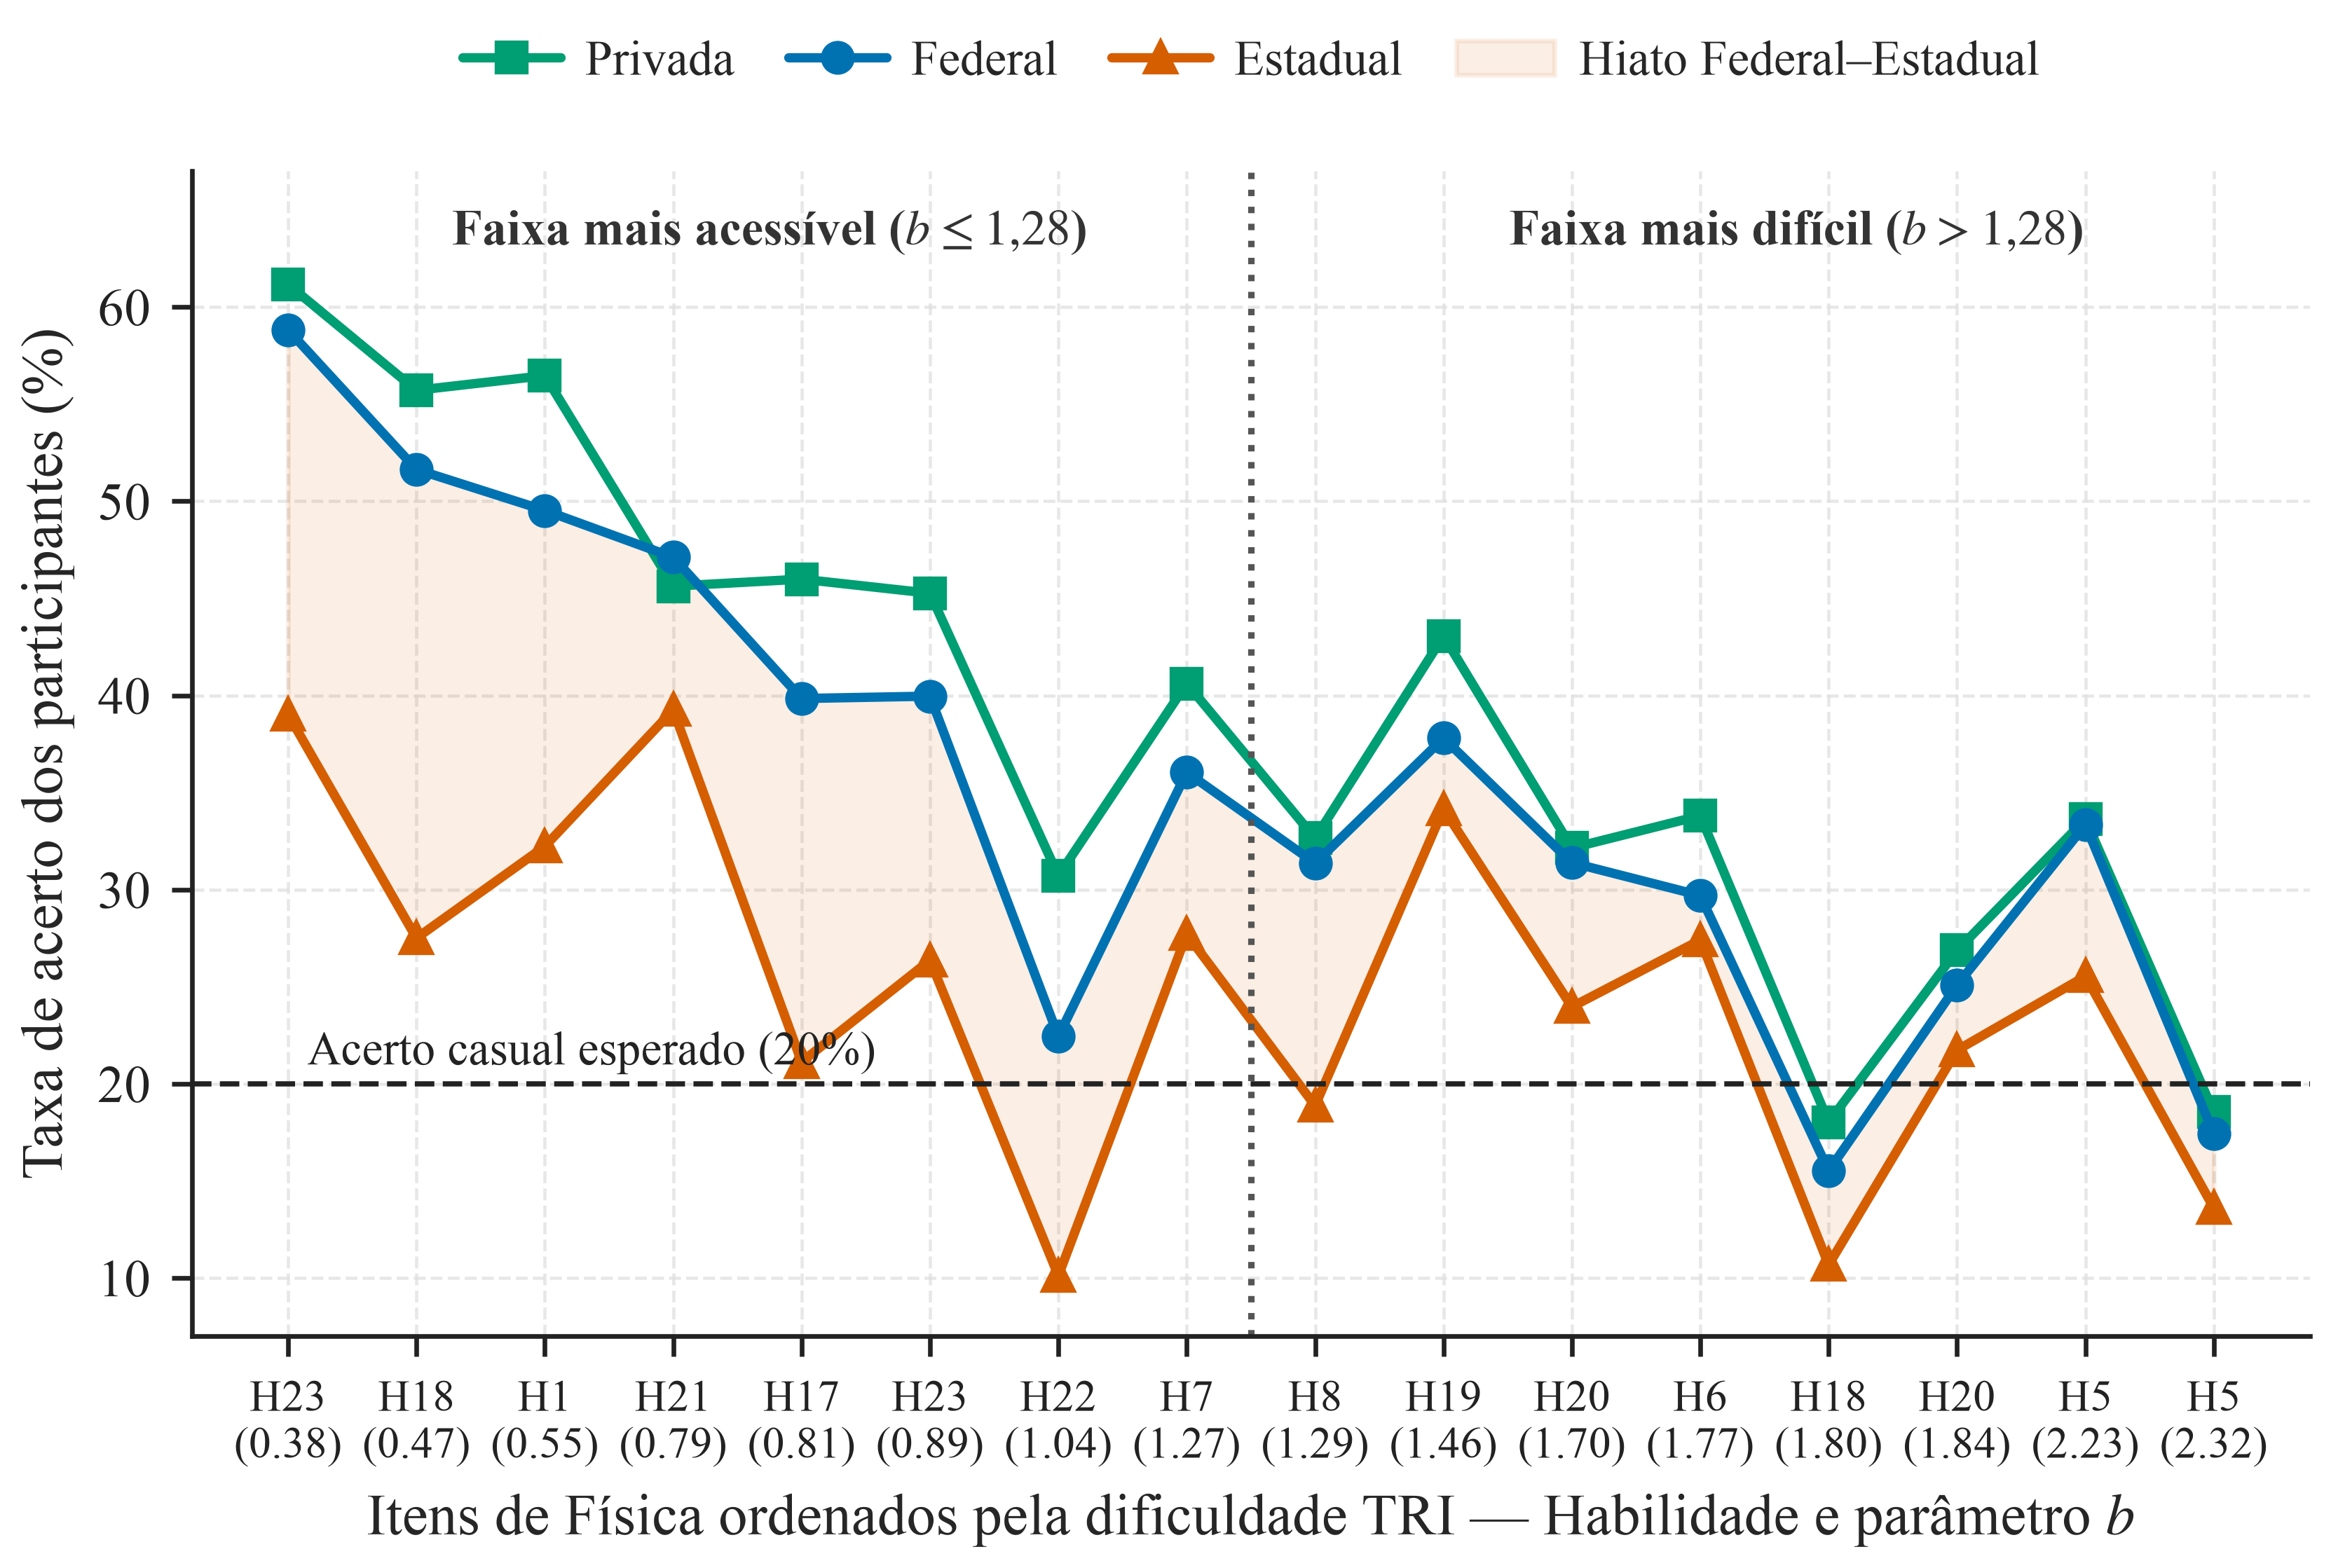 Privada Federal Estadual Hiato Federal–Estadual
Faixa mais acessível (b ≤ 1,28) Faixa mais difícil (b > 1,28)
Taxa de acerto dos participantes (%)
60
50
40
30
20
10
Acerto casual esperado (20%)
H23 H18 H1 H21 H17 H23 H22 H7 H8 H19 H20 H6 H18 H20 H5 H5
(0.38) (0.47) (0.55) (0.79) (0.81) (0.89) (1.04) (1.27) (1.29) (1.46) (1.70) (1.77) (1.80) (1.84) (2.23) (2.32)
Itens de Física ordenados pela dificuldade TRI — Habilidade e parâmetro b